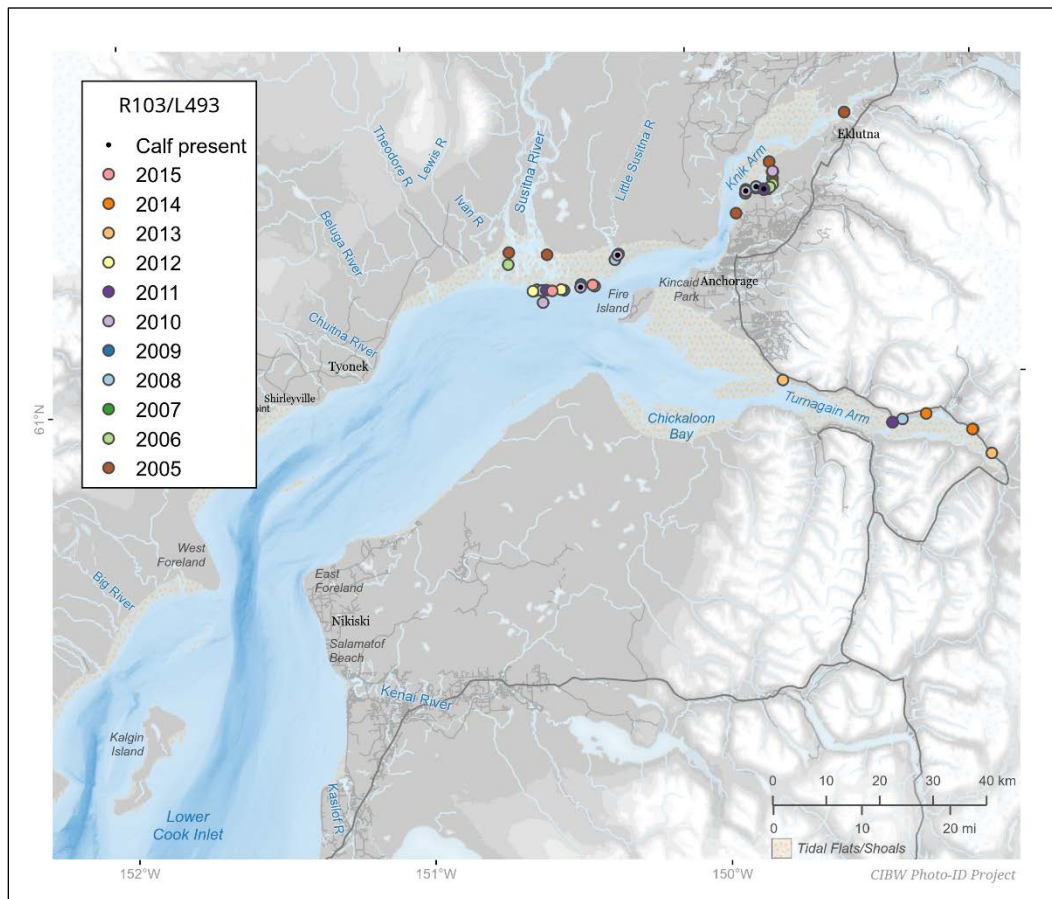 R103/L493
Calf present
2015
2014
2013
2012
2011
2010
2009
2008
2007
2006
2005
Theodore R
Lewis R
Ivan R
Susitna River
Little Susitna R
Beluga River
Chuitna River
Knik Arm
Eklutna
Fire
Island
Kincaid
Park
Anchorage
Tyonek
Shirleyville
oint
61°N
Chickaloon
Bay
Turnagain Arm
West
Foreland
East
Foreland
Big River
Nikiski
Salamatof
Beach
Kenai River
Kalgin
Island
Kasilof R
Lower
Cook Inlet
0 10 20 30 40 km
0 10 20 mi
Tidal Flats/Shoals
152°W
151°W
150°W
CIBW Photo-ID Project